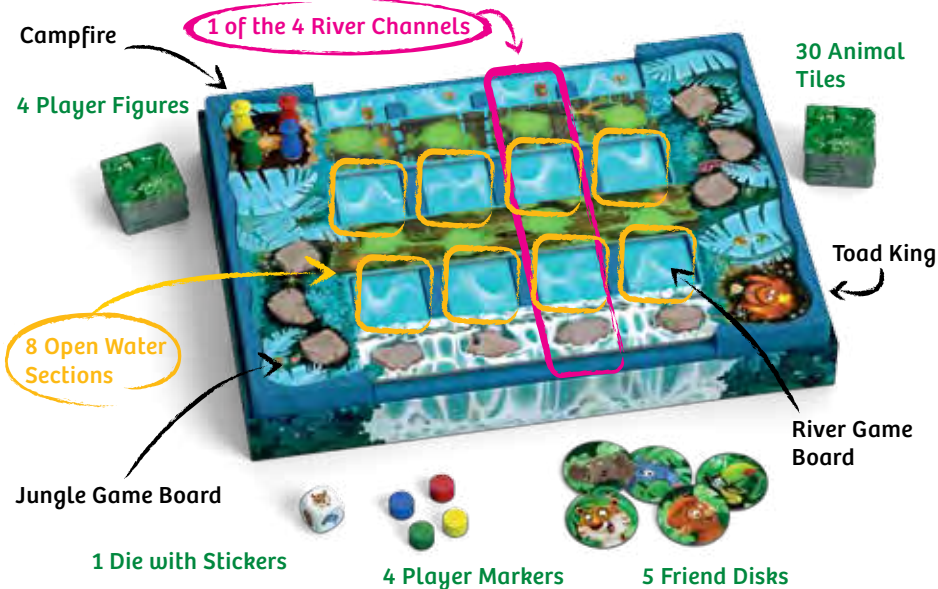 1 of the 4 River Channels
Campfire
30 Animal
Tiles
4 Player Figures
Toad King
8 Open Water
Sections
River Game
Board
Jungle Game Board
1 Die with Stickers
4 Player Markers
5 Friend Disks